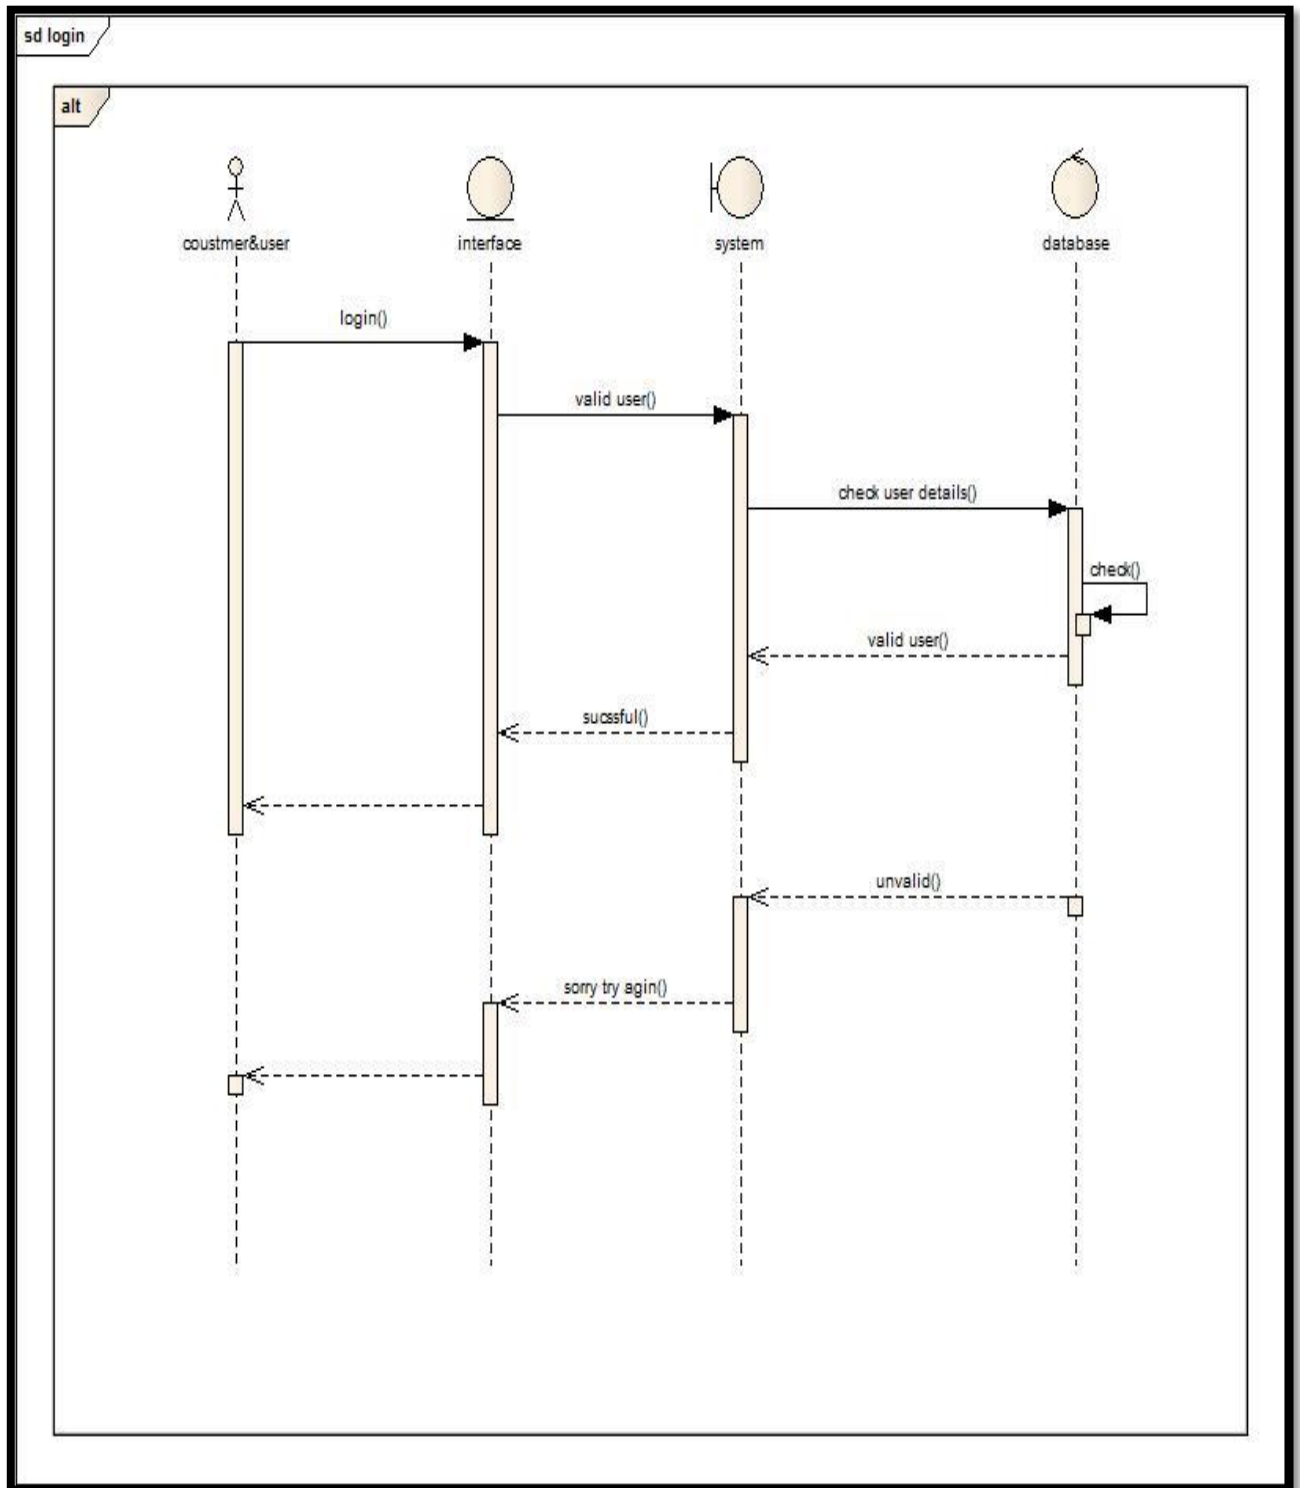 sd login
alt
coustmer&user
interface
system
database
login()
valid user()
check user details()
check()
valid user()
sucssful()
unvalid()
sorry try agin()